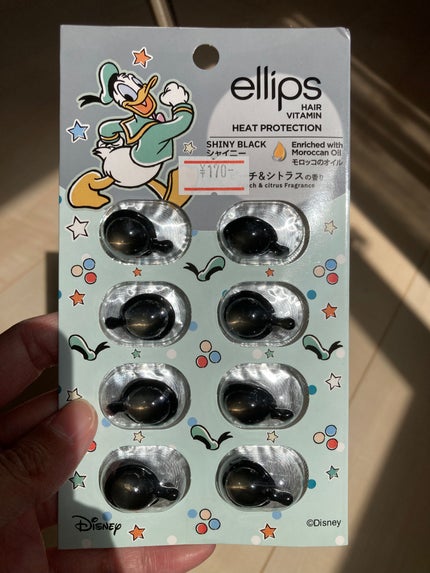 ellips
HAIR
VITAMIN
HEAT PROTECTION
SHINY BLACK
シャイニー
Enriched with
Moroccan Oil
モロッコのオイル
¥170-
チ&シトラスの香り
ch & citrus Fragrance
Disney
©Disney